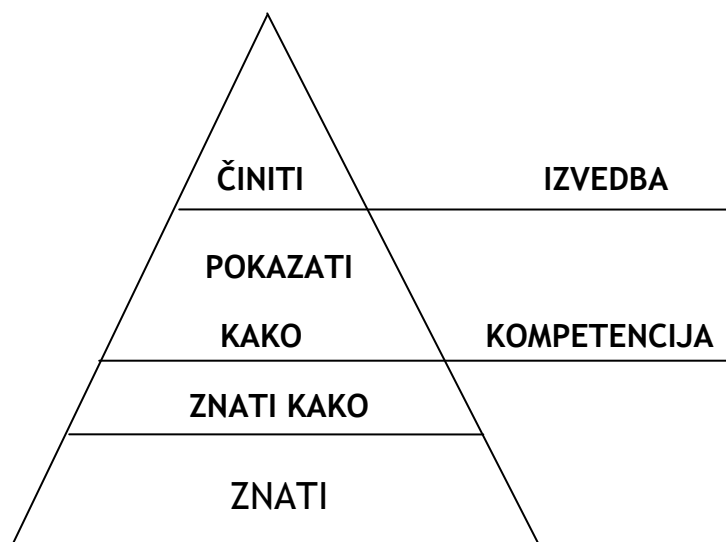 ČINITI IZVEDBA
POKAZATI
KAKO KOMPETENCIJA
ZNATI KAKO
ZNATI